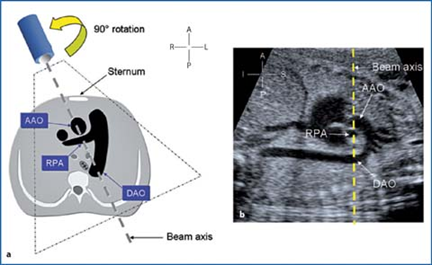 90° rotation
A
R L
P
Sternum
AAO
RPA
DAO
Beam axis
a
A
I S
Beam axis
AAO
RPA
DAO
b